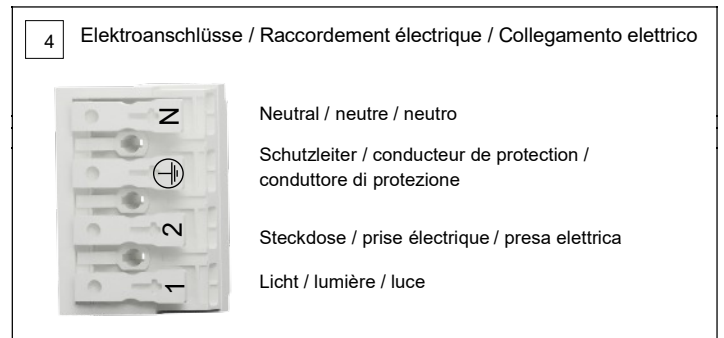 4
Elektroanschlüsse / Raccordement électrique / Collegamento elettrico
N
Neutral / neutre / neutro
Schutzleiter / conducteur de protection /
conduttore di protezione
2
Steckdose / prise électrique / presa elettrica
1
Licht / lumière / luce